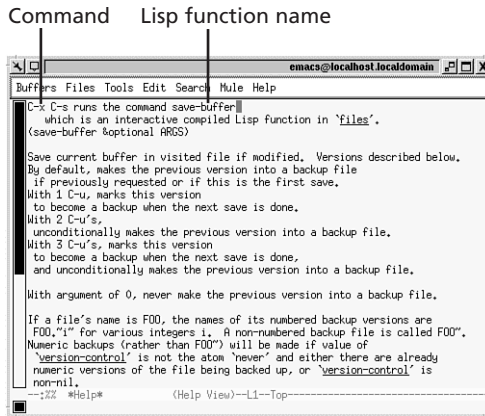 Command Lisp function name
emacs@localhost.localdomain
Buffers Files Tools Edit Search Mule Help
C-x C-s runs the command save-buffer
which is an interactive compiled Lisp function in `files'.
(save-buffer &optional ARGS)
Save current buffer in visited file if modified. Versions described below.
By default, makes the previous version into a backup file
if previously requested or if this is the first save.
With 1 C-u, marks this version
to become a backup when the next save is done.
With 2 C-u's,
unconditionally makes the previous version into a backup file.
With 3 C-u's, marks this version
to become a backup when the next save is done,
and unconditionally makes the previous version into a backup file.
With argument of 0, never make the previous version into a backup file.
If a file's name is FOO, the names of its numbered backup versions are
FOO.~i~ for various integers i. A non-numbered backup file is called FOO~.
Numeric backups (rather than FOO~) will be made if value of
`version-control' is not the atom `never' and either there are already
numeric versions of the file being backed up, or `version-control' is
non-nil.
--:%% *Help* (Help View)--L1--Top-----------------------------------